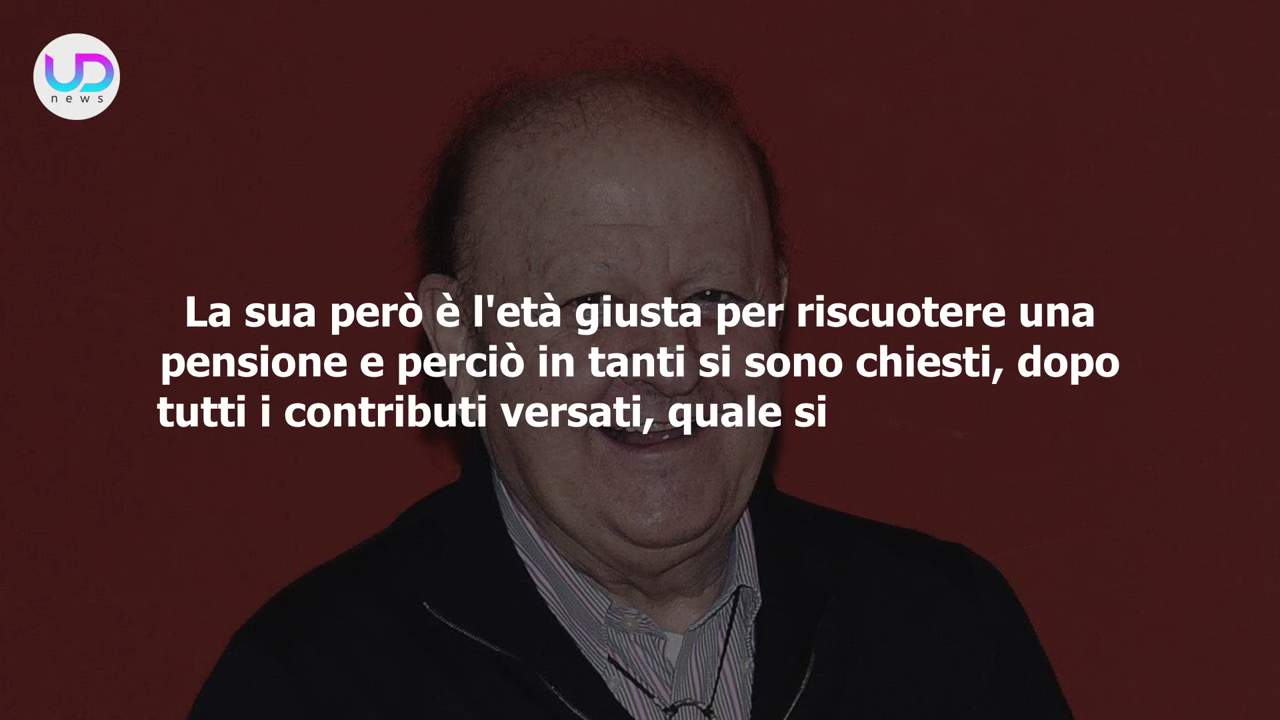 UD
news
La sua però è l'età giusta per riscuotere una
pensione e perciò in tanti si sono chiesti, dopo
tutti i contributi versati, quale si